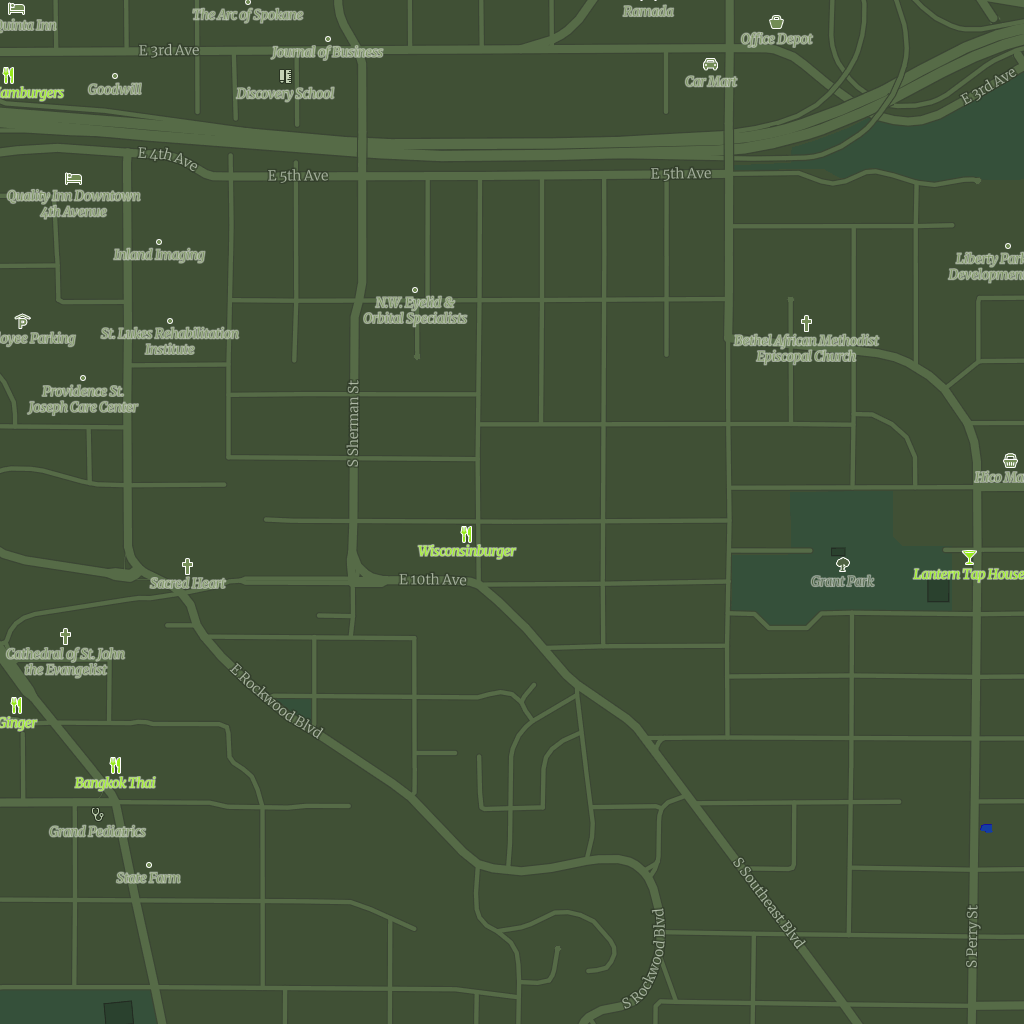 The Arc of Spokane
Ramada
uinta Inn
Office Depot
E 3rd Ave
Journal of Business
Car Mart
Goodwill
Discovery School
amburgers
E 3rd Ave
E 4th Ave
E 5th Ave
E 5th Ave
Quality Inn Downtown
4th Avenue
Inland Imaging
Liberty Park
Development
N.W. Eyelid &
Orbital Specialists
oyee Parking
St. Lukes Rehabilitation
Institute
Bethel African Methodist
Episcopal Church
Providence St.
Joseph Care Center
S Sherman St
Hico Ma
Wisconsinburger
E 10th Ave
Sacred Heart
Grant Park
Lantern Tap House
Cathedral of St. John
the Evangelist
E Rockwood Blvd
Ginger
Bangkok Thai
Grand Pediatrics
State Farm
S Southeast Blvd
S Rockwood Blvd
S Perry St